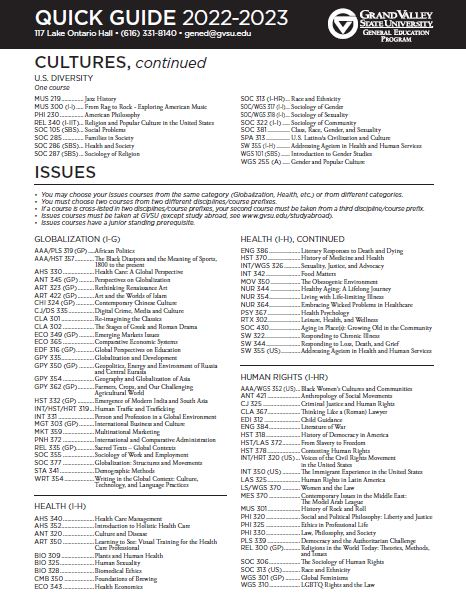 QUICK GUIDE 2022-2023
117 Lake Ontario Hall • (616) 331-8140 • gened@gvsu.edu
GRAND VALLEY
STATE UNIVERSITY.
GENERAL EDUCATION
PROGRAM
CULTURES, continued
U.S. DIVERSITY
One course
MUS 219 .............. Jazz History
MUS 300 (I-I) ..... From Rag to Rock - Exploring American Music
PHI 230 ............... American Philosophy
REL 340 (I-IIT) ... Religion and Popular Culture in the United States
SOC 105 (SBS) ... Social Problems
SOC 285 .............. Families in Society
SOC 286 (SBS) ... Health and Society
SOC 287 (SBS) ... Sociology of Religion
SOC 313 (I-HR) ... Race and Ethnicity
SOC/WGS 317 (I-I) ... Sociology of Gender
SOC/WGS 318 (I-I) ... Sociology of Sexuality
SOC 322 (I-I) ...... Sociology of Community
SOC 381 ............... Class, Race, Gender, and Sexuality
SPA 313 ................ U.S. Latino/a Civilization and Culture
SW 355 (I-H) ....... Addressing Ageism in Health and Human Services
WGS 101 (SBS) ..... Introduction to Gender Studies
WGS 255 (A) ...... Gender and Popular Culture
ISSUES
• You may choose your Issues courses from the same category (Globalization, Health, etc.) or from different categories.
• You must choose two courses from two different disciplines/course prefixes.
• If a course is cross-listed in two disciplines/course prefixes, your second course must be taken from a third discipline/course prefix.
• Issues courses must be taken at GVSU (except study abroad, see www.gvsu.edu/studyabroad).
• Issues courses have a junior standing prerequisite.
GLOBALIZATION (I-G)
AAA/PLS 319 (GP) ... African Politics
AAA/HST 357 ......... The Black Diaspora and the Meaning of Sports,
1800 to the present
AHS 330 ................ Health Care: A Global Perspective
ANT 345 (GP) ...... Perspectives on Globalization
ART 323 (GP) ...... Rethinking Renaissance Art
ART 422 (GP) ...... Art and the Worlds of Islam
CHI 324 (GP) ....... Contemporary Chinese Culture
CJ/DS 335 ............. Digital Crime, Media and Culture
CLA 301 ................ Re-Imagining the Classics
CLA 302 ................ The Stages of Greek and Roman Drama
ECO 349 (GP) ...... Emerging Markets Issues
ECO 365 ............... Comparative Economic Systems
EDF 316 (GP) ....... Global Perspectives on Education
GPY 335 ................ Globalization and Development
GPY 350 (GP) ...... Geopolitics, Energy and Environment of Russia
and Central Eurasia
GPY 354 ................ Geography and Globalization of Asia
GPY 362 (GP) ...... Farmers, Crops, and Our Challenging
Agricultural World
HST 332 (GP) ...... Emergence of Modern India and South Asia
INT/HST/HRT 319 ... Human Trafficking
INT 331 ................. Person and Profession in a Global Environment
MGT 303 (GP) ..... International Business and Culture
MKT 359 ............... Multinational Marketing
PNH 372 ............... International and Comparative Administration
REL 335 (GP) ....... Sacred Texts – Global Contexts
SOC 355 ............... Sociology of Work and Employment
SOC 377 ............... Globalization: Structures and Movements
STA 341 ................ Demographic Methods
WRT 354 ............... Writing in the Global Context: Culture,
Technology, and Language Practices
HEALTH (I-H)
AHS 340 ................ Health Care Management
AHS 352 ................ Introduction to Holistic Health Care
ANT 320 ................ Culture and Disease
ART 350 ................ Learning to See: Visual Training for the Health
Care Professional
BIO 309 ................. Plants and Human Health
BIO 325 ................. Human Sexuality
BIO 328 ................. Biomedical Ethics
CMB 350 ............... Foundations of Brewing
ECO 343 ............... Health Economics
HEALTH (I-H), CONTINUED
ENG 386 ............... Literary Responses to Death and Dying
HST 370 ................ History of Medicine and Health
INT/WGS 326 ...... Sexuality, Justice, and Advocacy
INT 342 ................. Food Matters
MOV 350 ............... The Obesogenic Environment
NUR 344 ............... Healthy Aging: A Lifelong Journey
NUR 354 ............... Living with Life-limiting Illness
NUR 364 ............... Embracing Wicked Problems in Healthcare
PSY 367 ................ Health Psychology
RTX 302 ................ Leisure, Health, and Wellness
SOC 430 ............... Aging in Place(s): Growing Old in the Community
SW 322 ................. Responding to Chronic Illness
SW 344 ................. Responding to Loss, Death, and Grief
SW 355 (US) ........ Addressing Ageism in Health and Human Services
HUMAN RIGHTS (I-HR)
AAA/WGS 352 (US) ... Black Women's Cultures and Communities
ANT 421 ................ Anthropology of Social Movements
CJ 325 ................... Criminal Justice and Human Rights
CLA 367 ................ Thinking Like a (Roman) Lawyer
EDI 312 .................. Child Guidance
ENG 384 ............... Literature of War
HST 318 ................ History of Democracy in America
HST/LAS 372 ....... From Slavery to Freedom
HST 378 ................ Contesting Human Rights
INT/HRT 320 (US) ... Voices of the Civil Rights Movement
in the United States
INT 350 (US) ........ The Immigrant Experience in the United States
LAS 325 ................ Human Rights in Latin America
LS/WGS 370 ........ Women and the Law
MES 370 ............... Contemporary Issues in the Middle East:
The Model Arab League
MUS 301 ............... History of Rock and Roll
PHI 320 ................. Social and Political Philosophy: Liberty and Justice
PHI 325 ................. Ethics in Professional Life
PHI 330 ................. Law, Philosophy, and Society
PLS 339 ................ Democracy and the Authoritarian Challenge
REL 300 (GP) ....... Religions in the World Today: Theories, Methods,
and Issues
SOC 306 ............... The Sociology of Human Rights
SOC 313 (US) ....... Race and Ethnicity
WGS 301 (GP) ...... Global Feminisms
WGS 310 ............... LGBTQ Rights and the Law